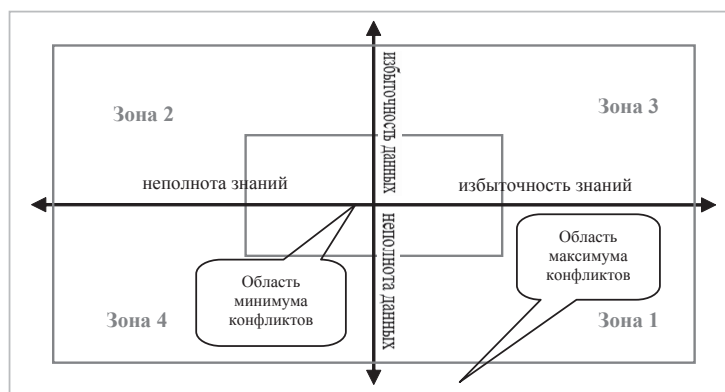 Зона 2
избыточность данных
Зона 3
неполнота знаний
избыточность знаний
неполнота данных
Область
минимума
конфликтов
Область
максимума
конфликтов
Зона 4
Зона 1